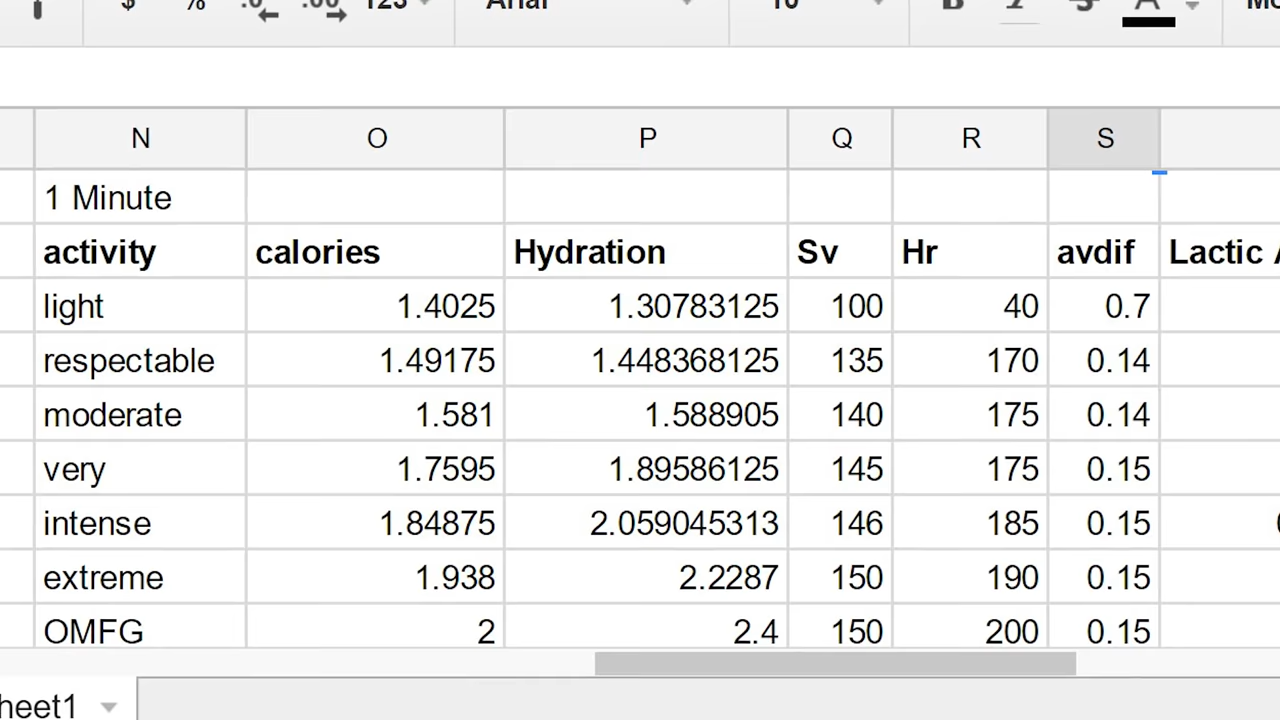 $ % .0 .00 123 Arial 10 B I S A
N O P Q R S
1 Minute
activity calories Hydration Sv Hr avdif Lactic
light 1.4025 1.30783125 100 40 0.7
respectable 1.49175 1.448368125 135 170 0.14
moderate 1.581 1.588905 140 175 0.14
very 1.7595 1.89586125 145 175 0.15
intense 1.84875 2.059045313 146 185 0.15
extreme 1.938 2.2287 150 190 0.15
OMFG 2 2.4 150 200 0.15
heet1